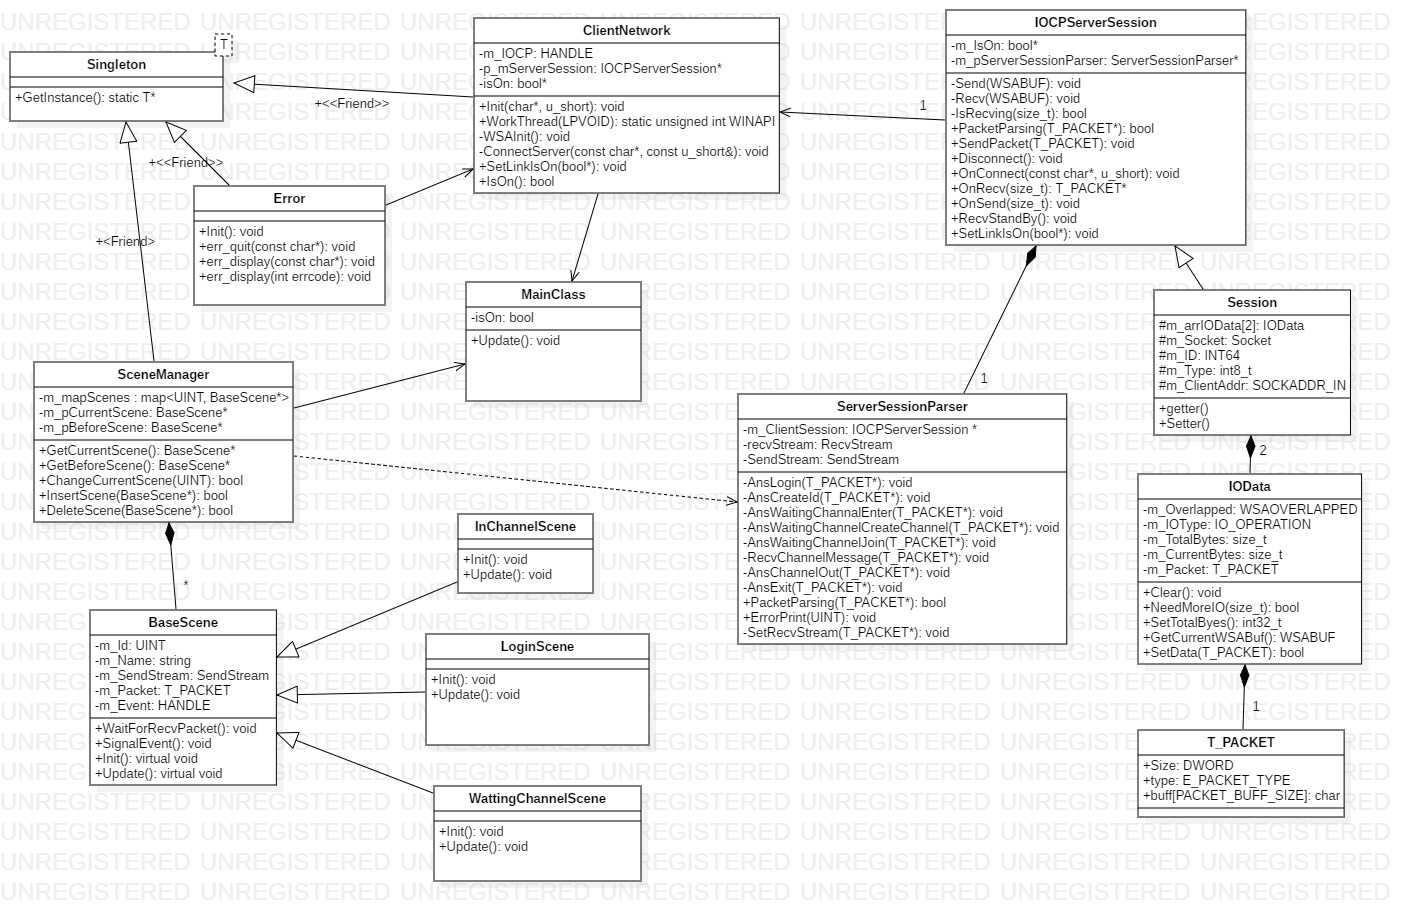 Singleton
T
+GetInstance(): static T*
+<<Friend>>
+<<Friend>>
+<Friend>
ClientNetwork
-m_IOCP: HANDLE
-p_mServerSession: IOCPServerSession*
-isOn: bool*
+Init(char*, u_short): void
+WorkThread(LPVOID): static unsigned int WINAPI
-WSAInit(): void
-ConnectServer(const char*, const u_short&): void
+SetLinkIsOn(bool*): void
+IsOn(): bool
1
IOCPServerSession
-m_IsOn: bool*
-m_pServerSessionParser: ServerSessionParser*
-Send(WSABUF): void
-Recv(WSABUF): void
-IsRecving(size_t): bool
+PacketParsing(T_PACKET*): bool
+SendPacket(T_PACKET): void
+Disconnect(): void
+OnConnect(const char*, u_short): void
+OnRecv(size_t): T_PACKET*
+OnSend(size_t): void
+RecvStandBy(): void
+SetLinkIsOn(bool*): void
Error
+Init(): void
+err_quit(const char*): void
+err_display(const char*): void
+err_display(int errcode): void
MainClass
-isOn: bool
+Update(): void
Session
#m_arrIOData[2]: IOData
#m_Socket: Socket
#m_ID: INT64
#m_Type: int8_t
#m_ClientAddr: SOCKADDR_IN
+getter()
+Setter()
2
SceneManager
-m_mapScenes : map<UINT, BaseScene*>
-m_pCurrentScene: BaseScene*
-m_pBeforeScene: BaseScene*
+GetCurrentScene(): BaseScene*
+GetBeforeScene(): BaseScene*
+ChangeCurrentScene(UINT): bool
+InsertScene(BaseScene*): bool
+DeleteScene(BaseScene*): bool
*
1
ServerSessionParser
-m_ClientSession: IOCPServerSession *
-recvStream: RecvStream
-SendStream: SendStream
-AnsLogin(T_PACKET*): void
-AnsCreateId(T_PACKET*): void
-AnsWaitingChannalEnter(T_PACKET*): void
-AnsWaitingChannelCreateChannel(T_PACKET*): void
-AnsWaitingChannelJoin(T_PACKET*): void
-RecvChannelMessage(T_PACKET*): void
-AnsChannelOut(T_PACKET*): void
-AnsExit(T_PACKET*): void
+PacketParsing(T_PACKET*): bool
+ErrorPrint(UINT): void
-SetRecvStream(T_PACKET*): void
IOData
-m_Overlapped: WSAOVERLAPPED
-m_IOType: IO_OPERATION
-m_TotalBytes: size_t
-m_CurrentBytes: size_t
-m_Packet: T_PACKET
+Clear(): void
+NeedMoreIO(size_t): bool
+SetTotalByes(): int32_t
+GetCurrentWSABuf(): WSABUF
+SetData(T_PACKET): bool
1
InChannelScene
+Init(): void
+Update(): void
BaseScene
-m_Id: UINT
-m_Name: string
-m_SendStream: SendStream
-m_Packet: T_PACKET
-m_Event: HANDLE
+WaitForRecvPacket(): void
+SignalEvent(): void
+Init(): virtual void
+Update(): virtual void
LoginScene
+Init(): void
+Update(): void
WattingChannelScene
+Init(): void
+Update(): void
T_PACKET
+Size: DWORD
+type: E_PACKET_TYPE
+buff[PACKET_BUFF_SIZE]: char
UNREGISTERED